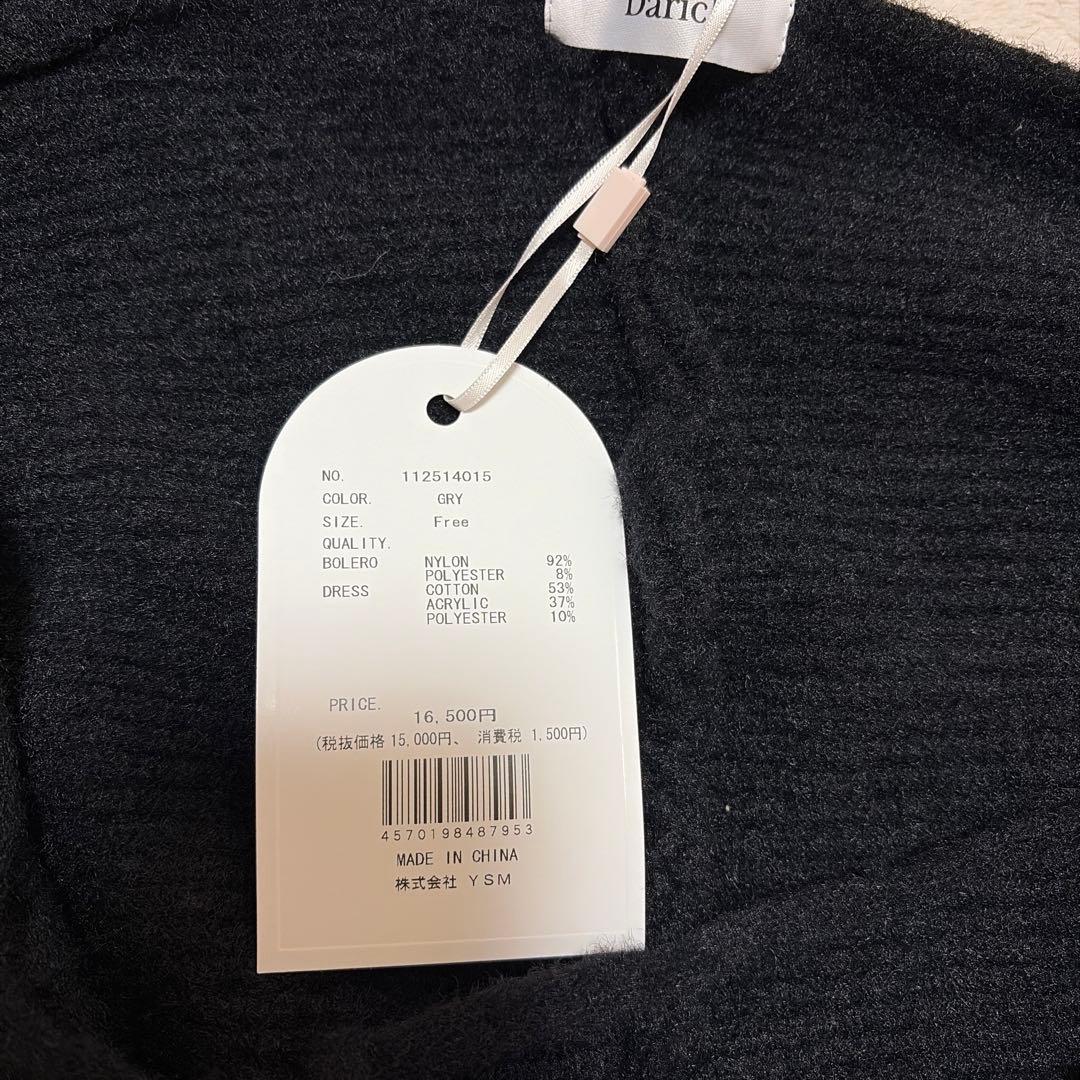 Daric
NO. 112514015
COLOR. GRY
SIZE. Free
QUALITY.
BOLERO NYLON 92%
POLYESTER 8%
DRESS COTTON 53%
ACRYLIC 37%
POLYESTER 10%
PRICE. 16,500円
(税抜価格 15,000円、 消費税 1,500円)
4570198487953
MADE IN CHINA
株式会社 YSM